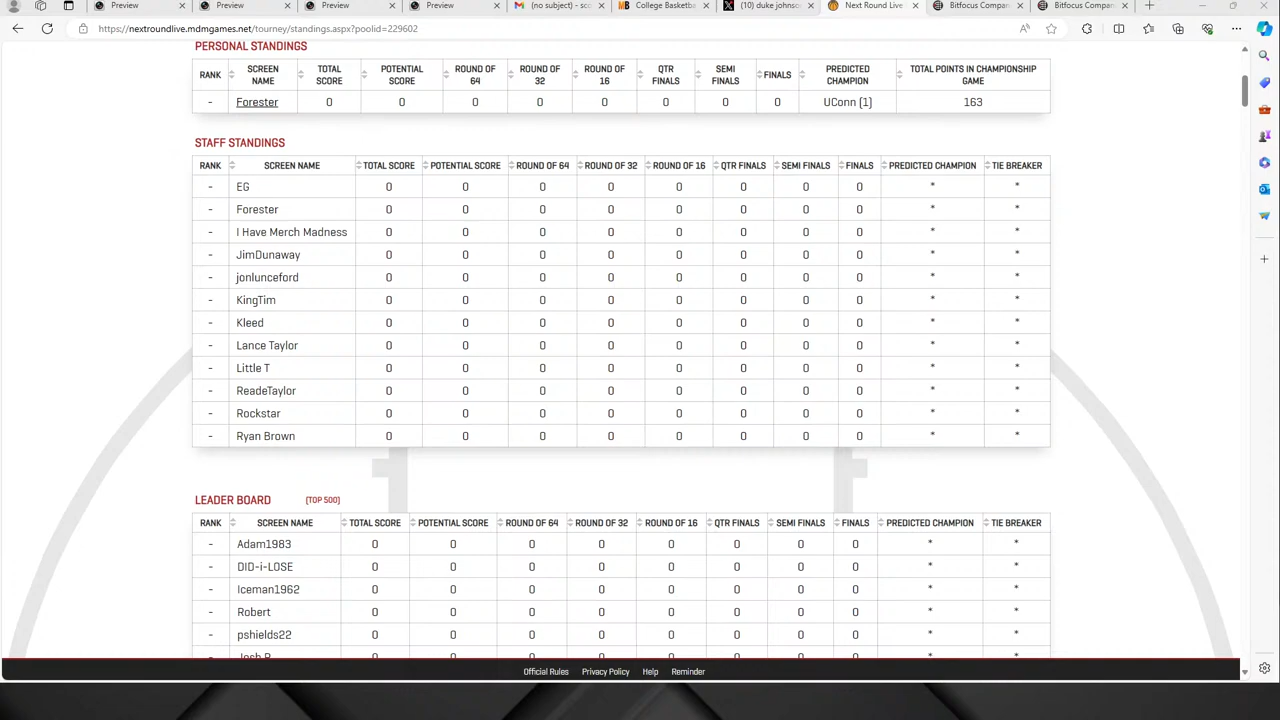 Preview
Preview
Preview
Preview
(no subject) - sco
College Basketbo
(10) duke johnso
Next Round Live
Bitfocus Compan
Bitfocus Compan
https://nextroundlive.mdmgames.net/tourney/standings.aspx?poolid=229602
PERSONAL STANDINGS
RANK SCREEN NAME TOTAL SCORE POTENTIAL SCORE ROUND OF 64 ROUND OF 32 ROUND OF 16 QTR FINALS SEMI FINALS FINALS PREDICTED CHAMPION TOTAL POINTS IN CHAMPIONSHIP GAME
- Forester 0 0 0 0 0 0 0 0 UConn (1) 163
STAFF STANDINGS
RANK SCREEN NAME TOTAL SCORE POTENTIAL SCORE ROUND OF 64 ROUND OF 32 ROUND OF 16 QTR FINALS SEMI FINALS FINALS PREDICTED CHAMPION TIE BREAKER
- EG 0 0 0 0 0 0 0 0 * *
- Forester 0 0 0 0 0 0 0 0 * *
- I Have Merch Madness 0 0 0 0 0 0 0 0 * *
- JimDunaway 0 0 0 0 0 0 0 0 * *
- jonlunceford 0 0 0 0 0 0 0 0 * *
- KingTim 0 0 0 0 0 0 0 0 * *
- Kleed 0 0 0 0 0 0 0 0 * *
- Lance Taylor 0 0 0 0 0 0 0 0 * *
- Little T 0 0 0 0 0 0 0 0 * *
- ReadeTaylor 0 0 0 0 0 0 0 0 * *
- Rockstar 0 0 0 0 0 0 0 0 * *
- Ryan Brown 0 0 0 0 0 0 0 0 * *
LEADER BOARD (TOP 500)
RANK SCREEN NAME TOTAL SCORE POTENTIAL SCORE ROUND OF 64 ROUND OF 32 ROUND OF 16 QTR FINALS SEMI FINALS FINALS PREDICTED CHAMPION TIE BREAKER
- Adam1983 0 0 0 0 0 0 0 0 * *
- DID-i-LOSE 0 0 0 0 0 0 0 0 * *
- Iceman1962 0 0 0 0 0 0 0 0 * *
- Robert 0 0 0 0 0 0 0 0 * *
- pshields22 0 0 0 0 0 0 0 0 * *
Official Rules Privacy Policy Help Reminder